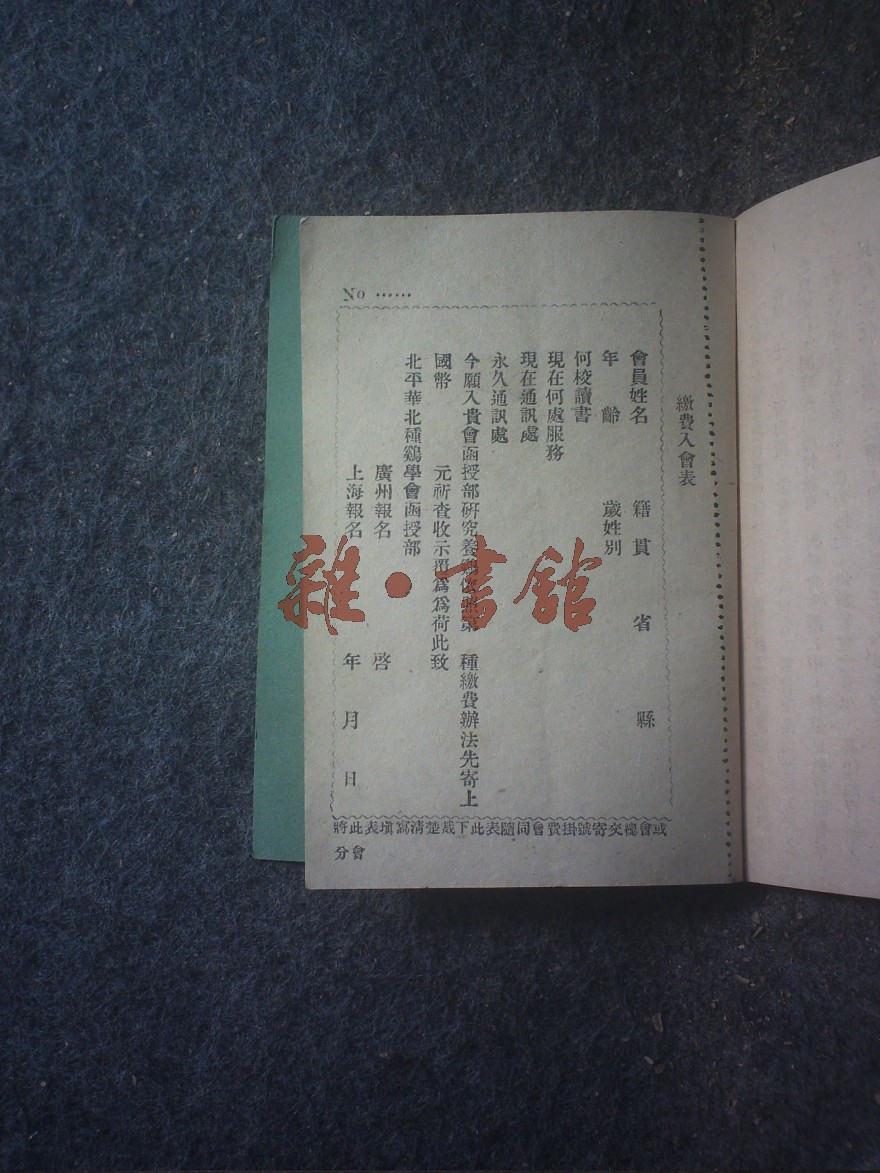 繳費入會表
會員姓名 籍貫 省 縣
年齡 歲姓別
何校讀書
現在何處服務
現在通訊處
永久通訊處
今願入貴會函授部研究養 第 種繳費辦法先寄上
國幣 元祈查收示覆為為荷此致
北平華北種鷄學會函授部
廣州報名 啓
上海報名 年 月 日
No ……
將此表填寫清楚裁下此表隨同會費掛號寄交總會或
分會
雜·書館